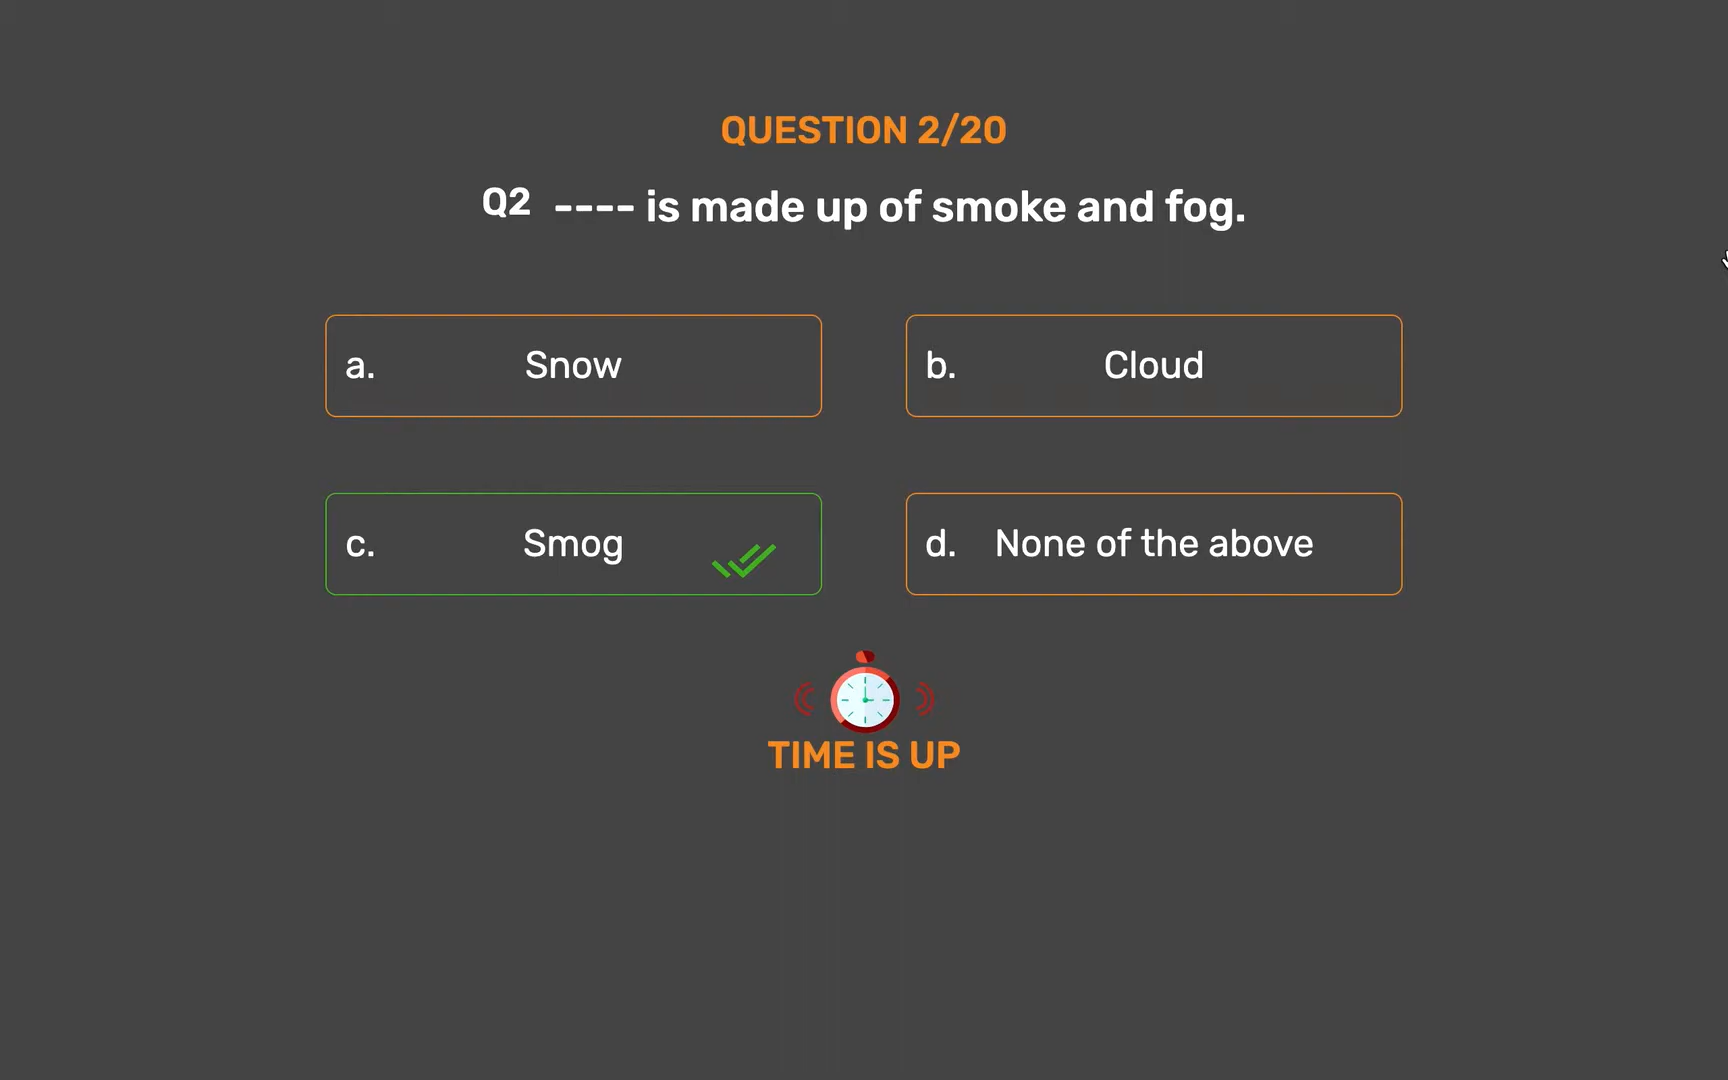 QUESTION 2/20
Q2 ---- is made up of smoke and fog.
a. Snow
b. Cloud
c. Smog
d. None of the above
TIME IS UP